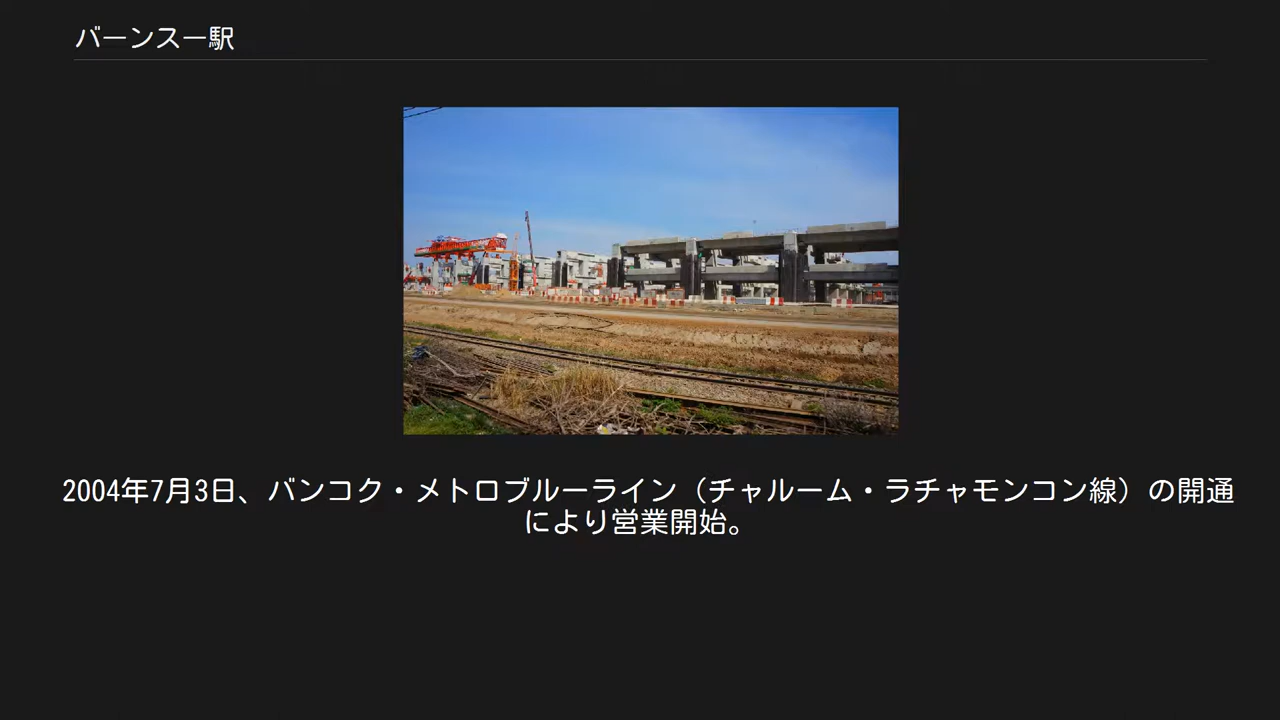 バーンスー駅
2004年7月3日、バンコク・メトロブルーライン（チャルーム・ラチャモンコン線）の開通
により営業開始。